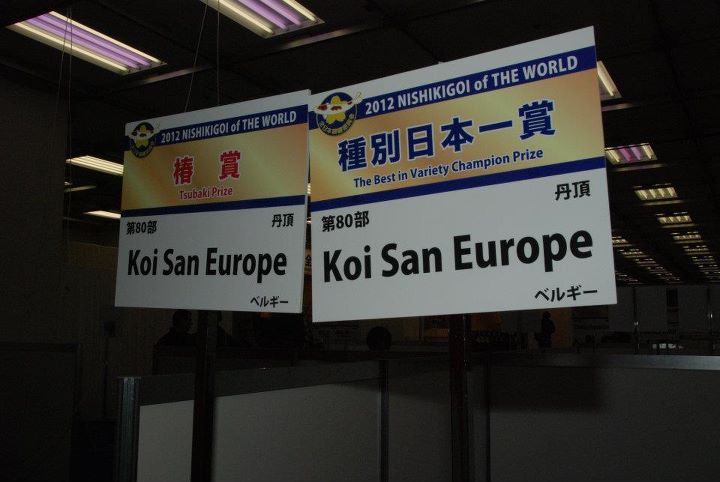 2012 NISHIKIGOI of THE WORLD
椿賞
Tsubaki Prize
第80部
丹頂
Koi San Europe
ベルギー
2012 NISHIKIGOI of THE WORLD
種別日本一賞
The Best in Variety Champion Prize
第80部
丹頂
Koi San Europe
ベルギー